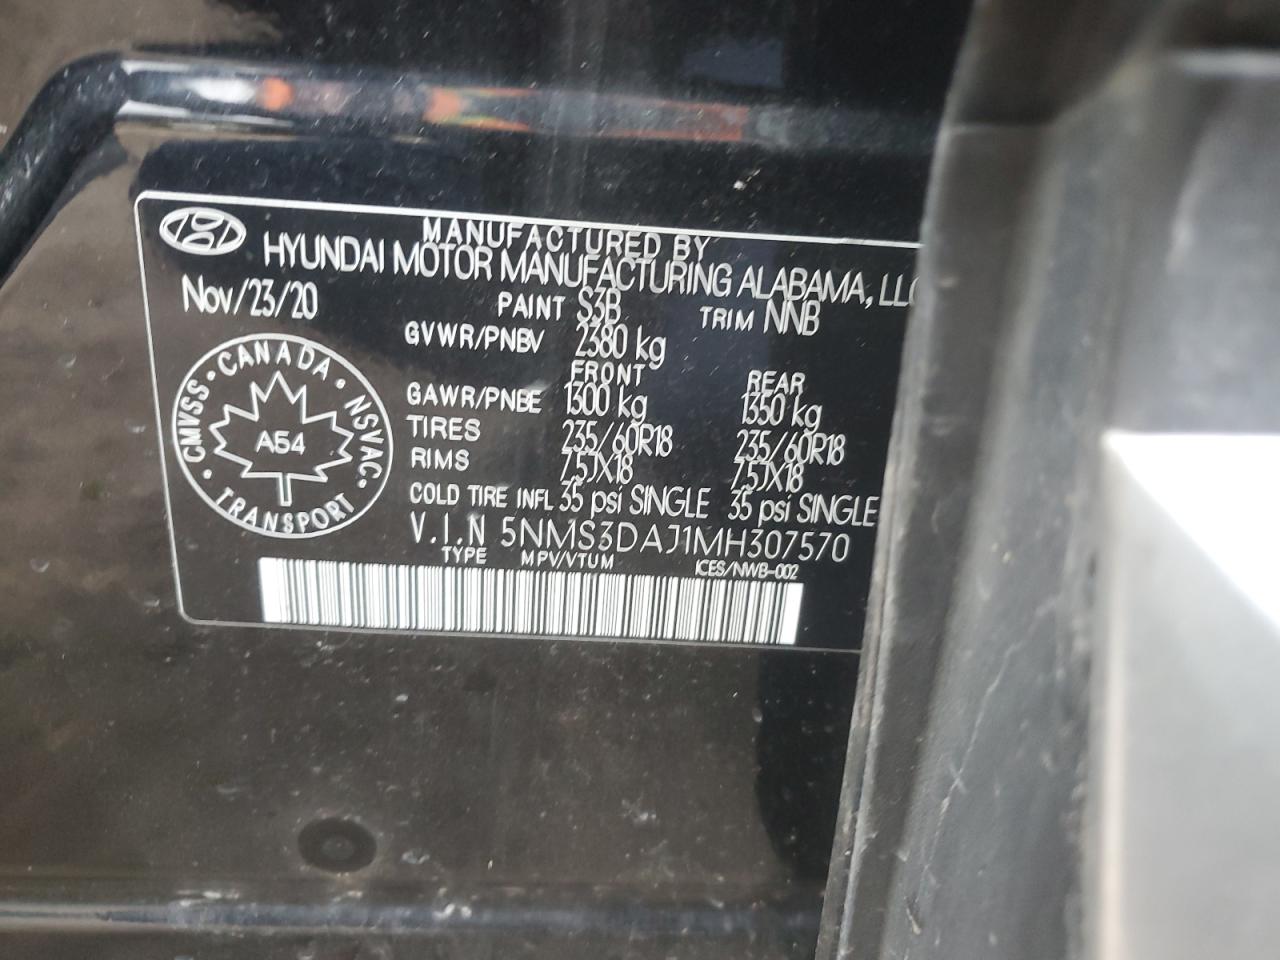 MANUFACTURED BY
HYUNDAI MOTOR MANUFACTURING ALABAMA, LLC
Nov/23/20 PAINT S3B TRIM NNB
GVWR/PNBV 2380 kg
FRONT REAR
GAWR/PNBE 1300 kg 1350 kg
TIRES 235/60R18 235/60R18
RIMS 7.5JX18 7.5JX18
COLD TIRE INFL 35 psi SINGLE 35 psi SINGLE
V.I.N 5NMS3DAJ1MH307570
TYPE MPV/VTUM ICES/NWB-002
CMVSS • CANADA • NSVAC • TRANSPORT •
A54